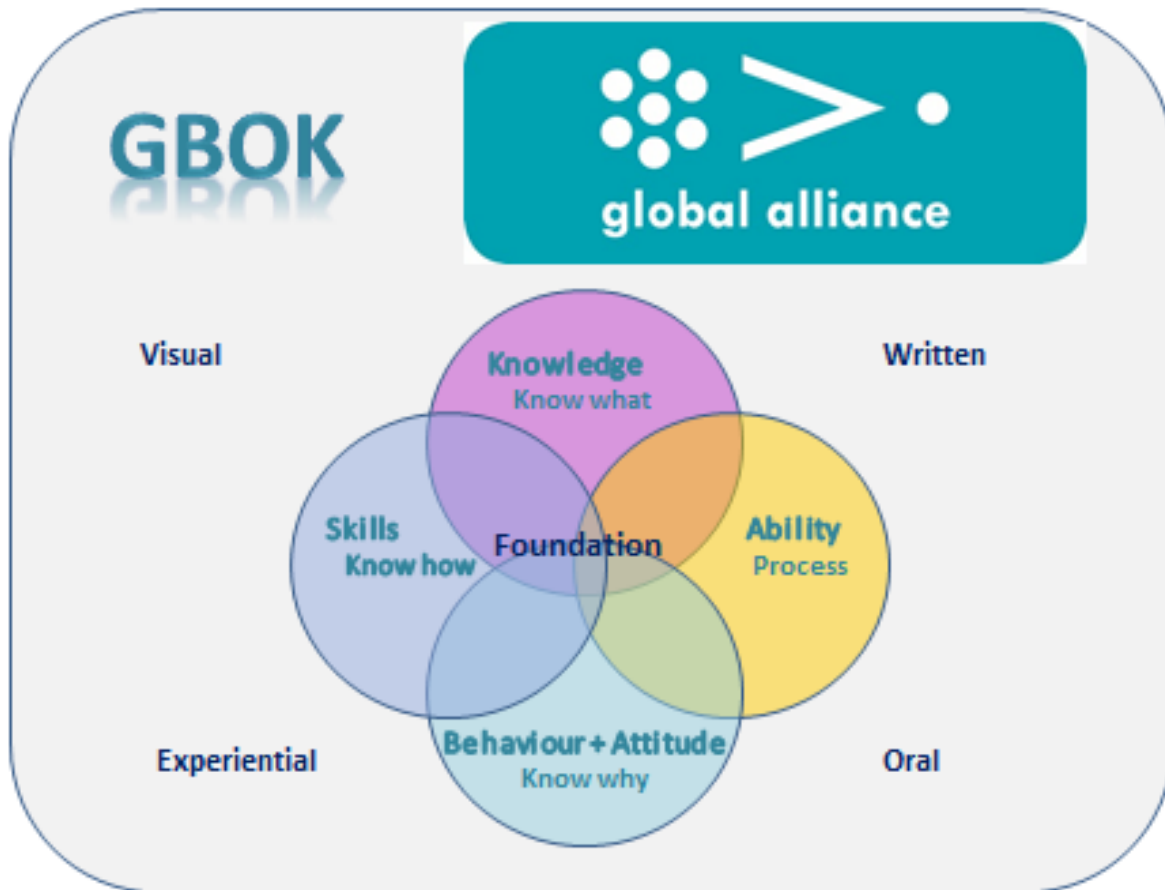 GBOK
global alliance
Visual
Written
Knowledge
Know what
Skills
Know how
Foundation
Ability
Process
Behaviour + Attitude
Know why
Experiential
Oral